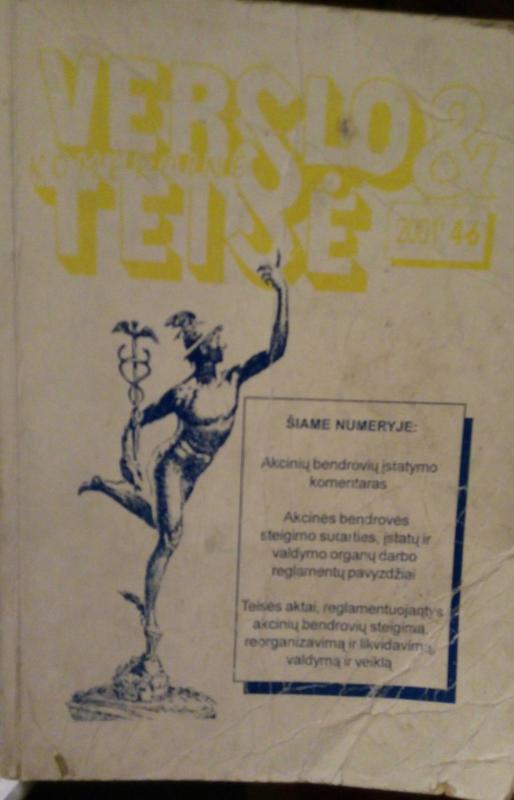 VERSLO &
KOMERCINĖ
TEISĖ
2001' 4-6
ŠIAME NUMERYJE:
Akcinių bendrovių įstatymo
komentaras
Akcinės bendrovės
steigimo sutarties, įstatų ir
valdymo organų darbo
reglamentų pavyzdžiai
Teisės aktai, reglamentuojantys
akcinių bendrovių steigimą,
reorganizavimą ir likvidavimą,
valdymą ir veiklą